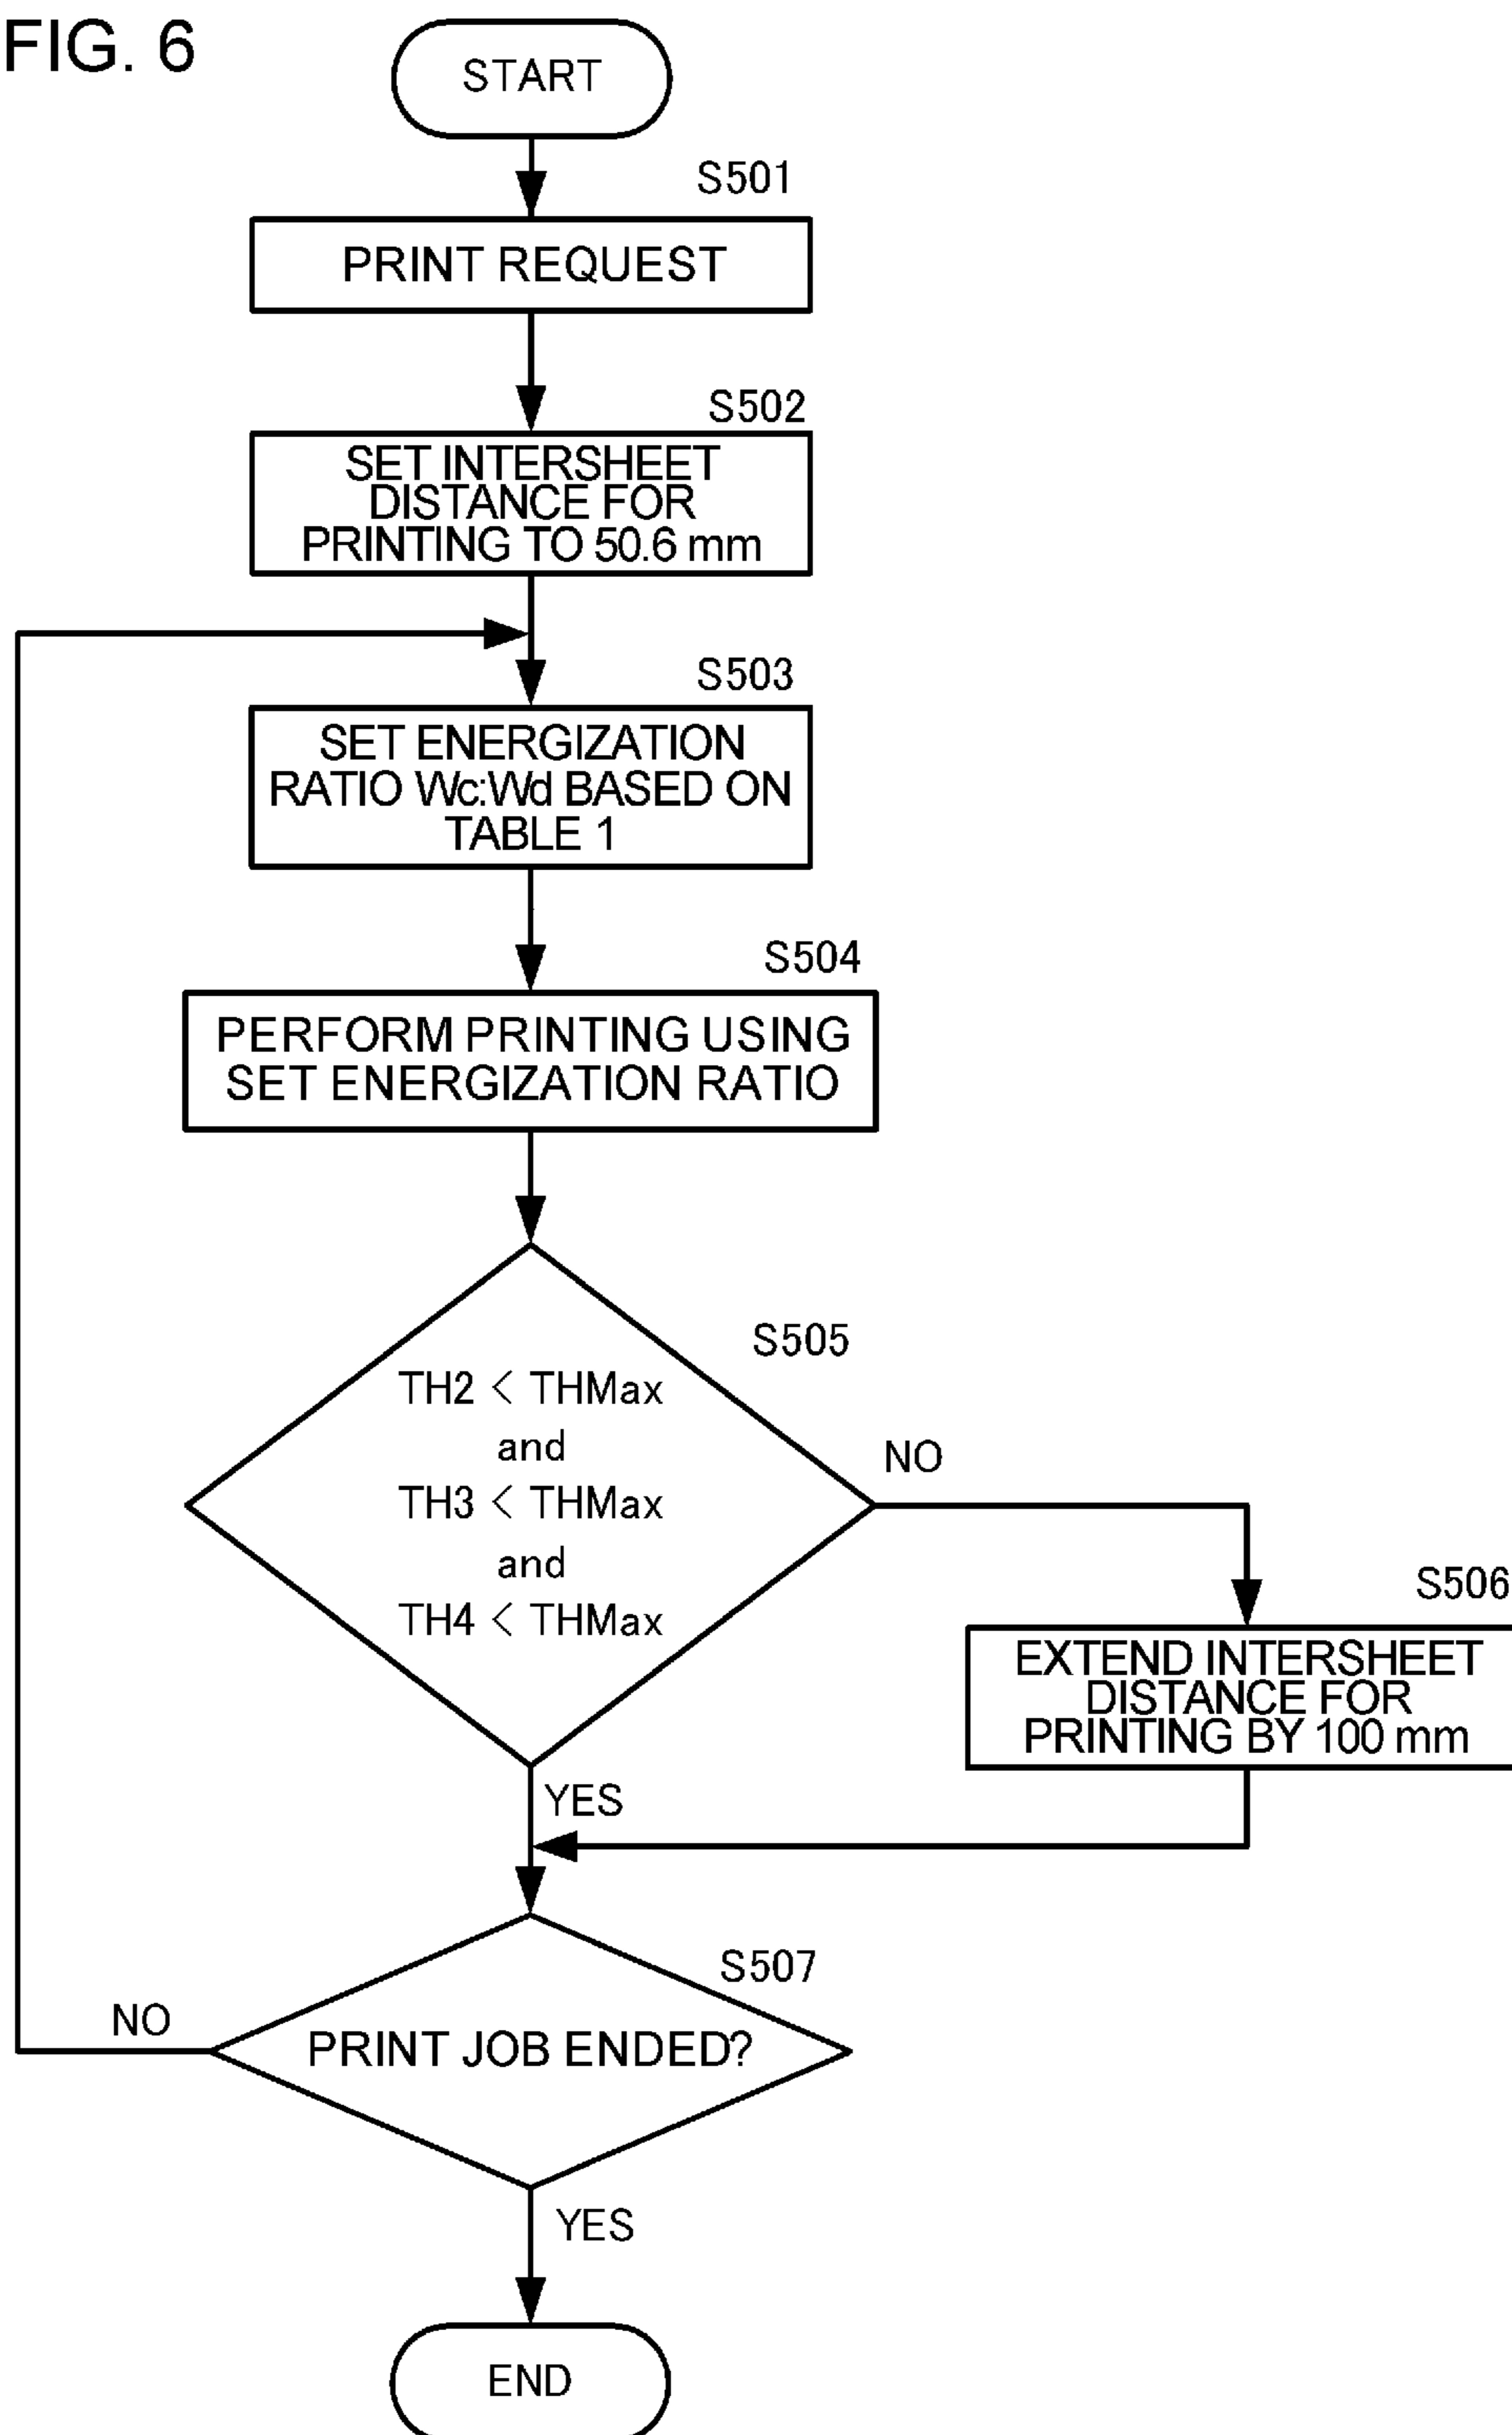 FIG. 6
START
S501
PRINT REQUEST
S502
SET INTERSHEET
DISTANCE FOR
PRINTING TO 50.6 mm
S503
SET ENERGIZATION
RATIO Wc:Wd BASED ON
TABLE 1
S504
PERFORM PRINTING USING
SET ENERGIZATION RATIO
S505
TH2 < THMax
and
TH3 < THMax
and
TH4 < THMax
NO
S506
EXTEND INTERSHEET
DISTANCE FOR
PRINTING BY 100 mm
YES
S507
PRINT JOB ENDED?
NO
YES
END